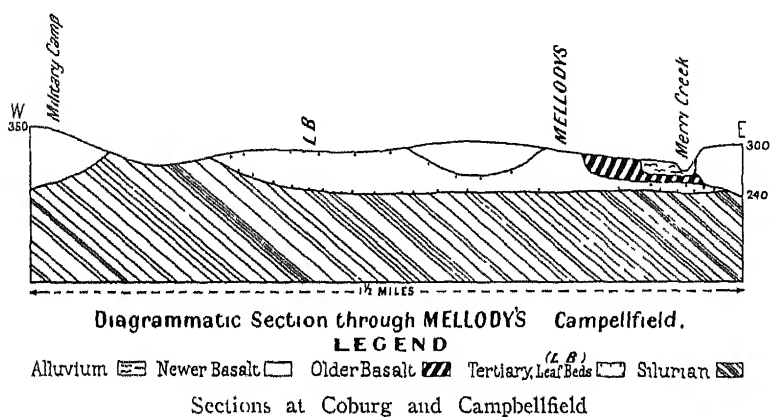 Military Camp
LB
MELLODYS
Merri Creek
W
E
350
300
240
1½ MILES
Diagrammatic Section through MELLODY'S Campellfield.
LEGEND
(L B)
Alluvium Newer Basalt Older Basalt Tertiary, Leaf Beds Silurian
Sections at Coburg and Campbellfield